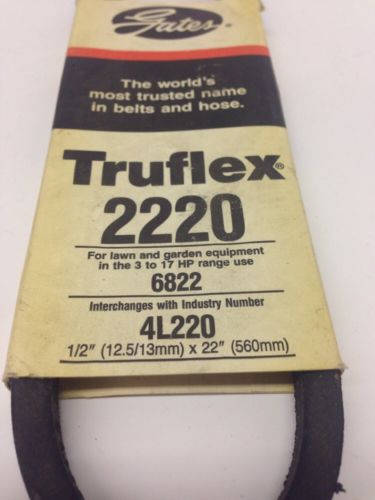 Gates
The world's
most trusted name
in belts and hose.
Truflex®
2220
For lawn and garden equipment
in the 3 to 17 HP range use
6822
Interchanges with Industry Number
4L220
1/2" (12.5/13mm) x 22" (560mm)